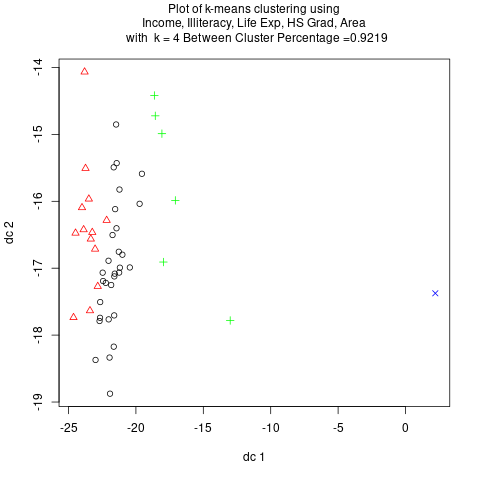 Plot of k-means clustering using
Income, Illiteracy, Life Exp, HS Grad, Area
with  k = 4 Between Cluster Percentage =0.9219
-14
-15
-16
-17
-18
-19
dc 2
-25
-20
-15
-10
-5
0
dc 1